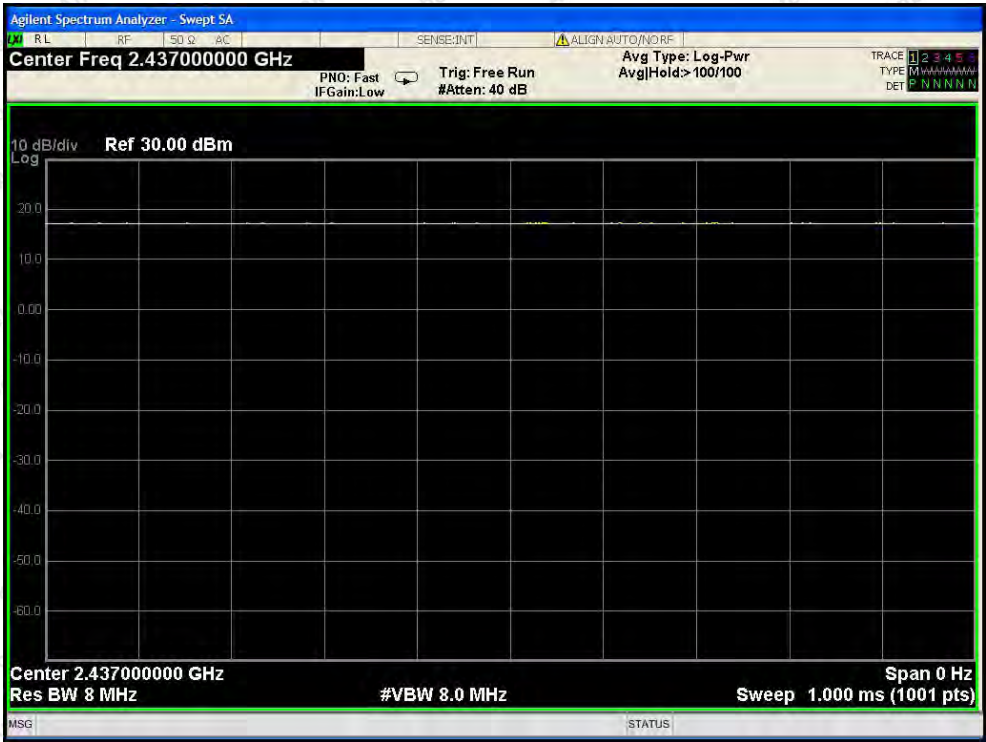 Agilent Spectrum Analyzer - Swept SA
LXI RL RF 50 Ω AC SENSE:INT ALIGN AUTO/NO RF
Center Freq 2.437000000 GHz
PNO: Fast
IFGain:Low
Trig: Free Run
#Atten: 40 dB
Avg Type: Log-Pwr
Avg|Hold:>100/100
TRACE 1 2 3 4 5 6
TYPE M
DET P N N N N N
10 dB/div Ref 30.00 dBm
Log
20.0
10.0
0.00
-10.0
-20.0
-30.0
-40.0
-50.0
-60.0
Center 2.437000000 GHz Span 0 Hz
Res BW 8 MHz #VBW 8.0 MHz Sweep 1.000 ms (1001 pts)
MSG STATUS